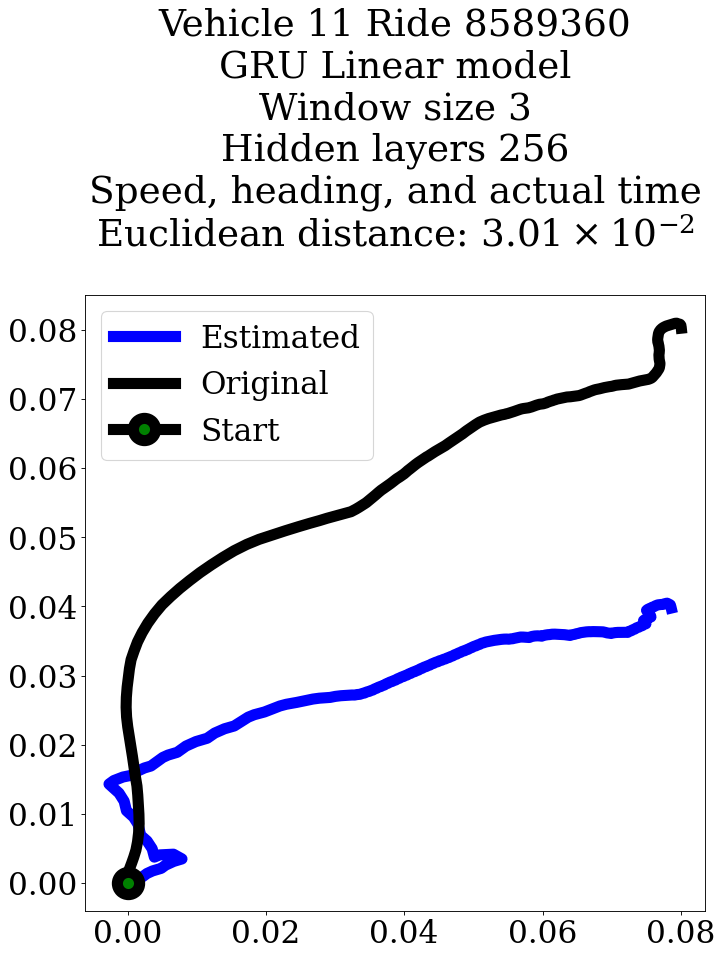 Vehicle 11 Ride 8589360
GRU Linear model
Window size 3
Hidden layers 256
Speed, heading, and actual time
Euclidean distance: 3.01 × 10⁻²
Estimated
Original
Start
0.08
0.07
0.06
0.05
0.04
0.03
0.02
0.01
0.00
0.00 0.02 0.04 0.06 0.08